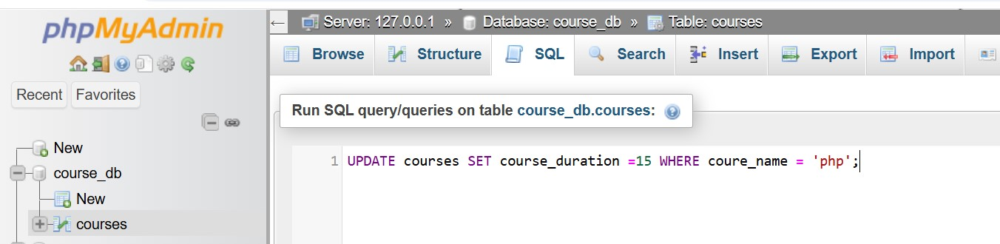 phpMyAdmin
Recent Favorites
New
course_db
New
courses
Server: 127.0.0.1 » Database: course_db » Table: courses
Browse Structure SQL Search Insert Export Import
Run SQL query/queries on table course_db.courses:
1 UPDATE courses SET course_duration =15 WHERE coure_name = 'php';